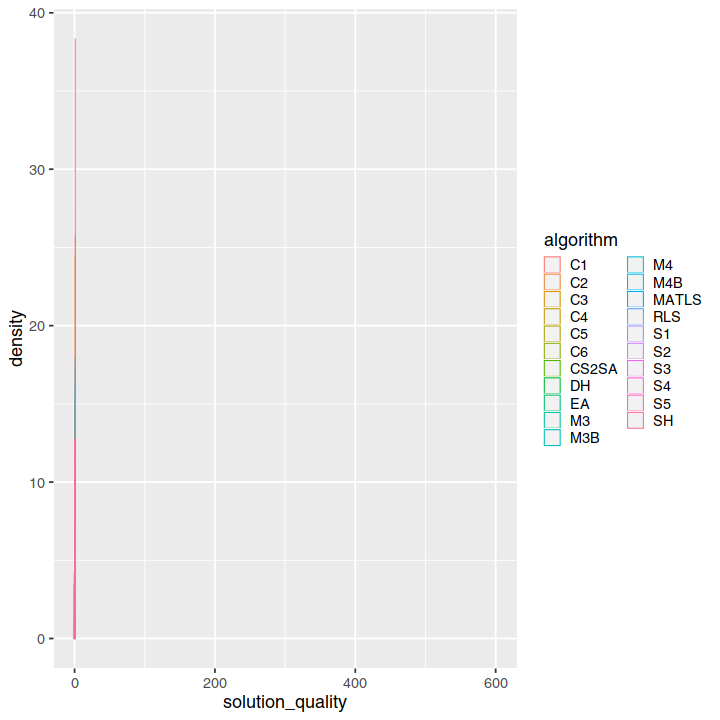 40
30
20
10
0
density
0 200 400 600
solution_quality
algorithm
C1 M4
C2 M4B
C3 MATLS
C4 RLS
C5 S1
C6 S2
CS2SA S3
DH S4
EA S5
M3 SH
M3B